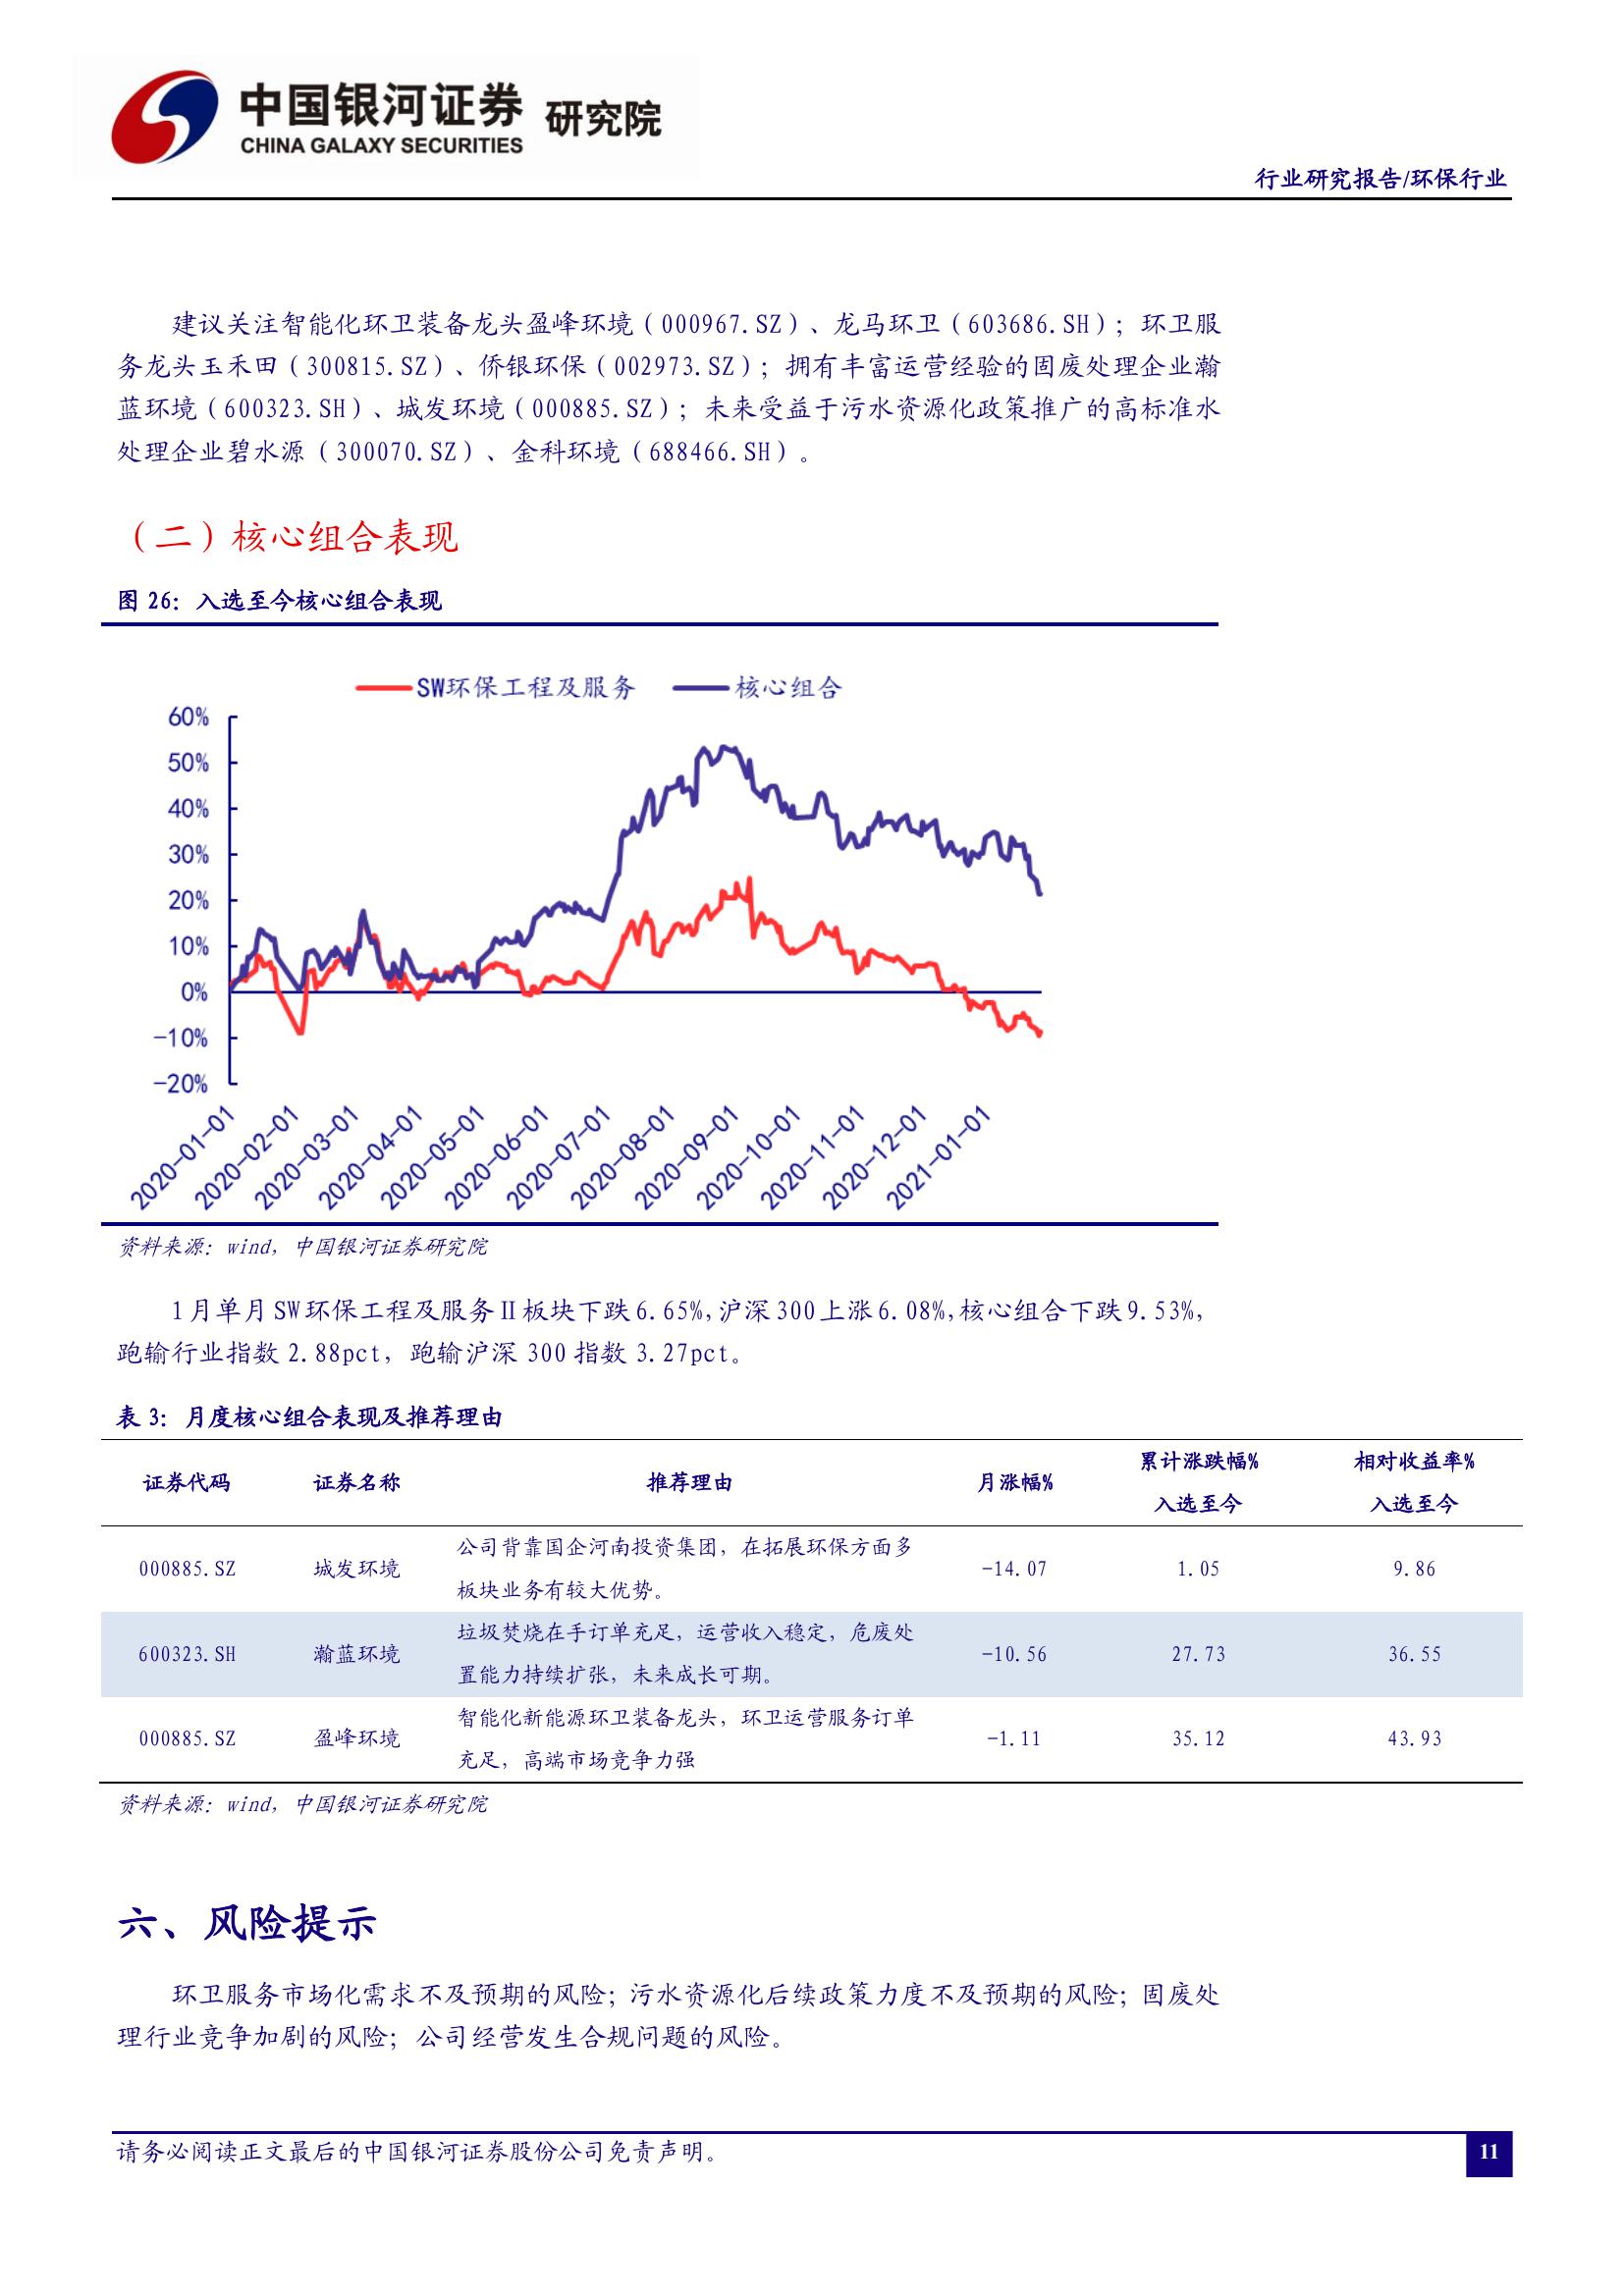 中国银河证券 研究院
CHINA GALAXY SECURITIES
行业研究报告/环保行业
建议关注智能化环卫装备龙头盈峰环境（000967.SZ）、龙马环卫（603686.SH）；环卫服
务龙头玉禾田（300815.SZ）、侨银环保（002973.SZ）；拥有丰富运营经验的固废处理企业瀚
蓝环境（600323.SH）、城发环境（000885.SZ）；未来受益于污水资源化政策推广的高标准水
处理企业碧水源（300070.SZ）、金科环境（688466.SH）。
（二）核心组合表现
图 26：入选至今核心组合表现
SW环保工程及服务 核心组合
60%
50%
40%
30%
20%
10%
0%
-10%
-20%
2020-01-01
2020-02-01
2020-03-01
2020-04-01
2020-05-01
2020-06-01
2020-07-01
2020-08-01
2020-09-01
2020-10-01
2020-11-01
2020-12-01
2021-01-01
资料来源：wind，中国银河证券研究院
1月单月SW环保工程及服务II板块下跌6.65%,沪深300上涨6.08%,核心组合下跌9.53%,
跑输行业指数 2.88pct，跑输沪深 300 指数 3.27pct。
表 3：月度核心组合表现及推荐理由
证券代码 证券名称 推荐理由 月涨幅% 累计涨跌幅% 入选至今 相对收益率% 入选至今
000885.SZ 城发环境 公司背靠国企河南投资集团，在拓展环保方面多 -14.07 1.05 9.86
板块业务有较大优势。
600323.SH 瀚蓝环境 垃圾焚烧在手订单充足，运营收入稳定，危废处 -10.56 27.73 36.55
置能力持续扩张，未来成长可期。
000885.SZ 盈峰环境 智能化新能源环卫装备龙头，环卫运营服务订单 -1.11 35.12 43.93
充足，高端市场竞争力强
资料来源：wind，中国银河证券研究院
六、风险提示
环卫服务市场化需求不及预期的风险；污水资源化后续政策力度不及预期的风险；固废处
理行业竞争加剧的风险；公司经营发生合规问题的风险。
请务必阅读正文最后的中国银河证券股份公司免责声明。
11